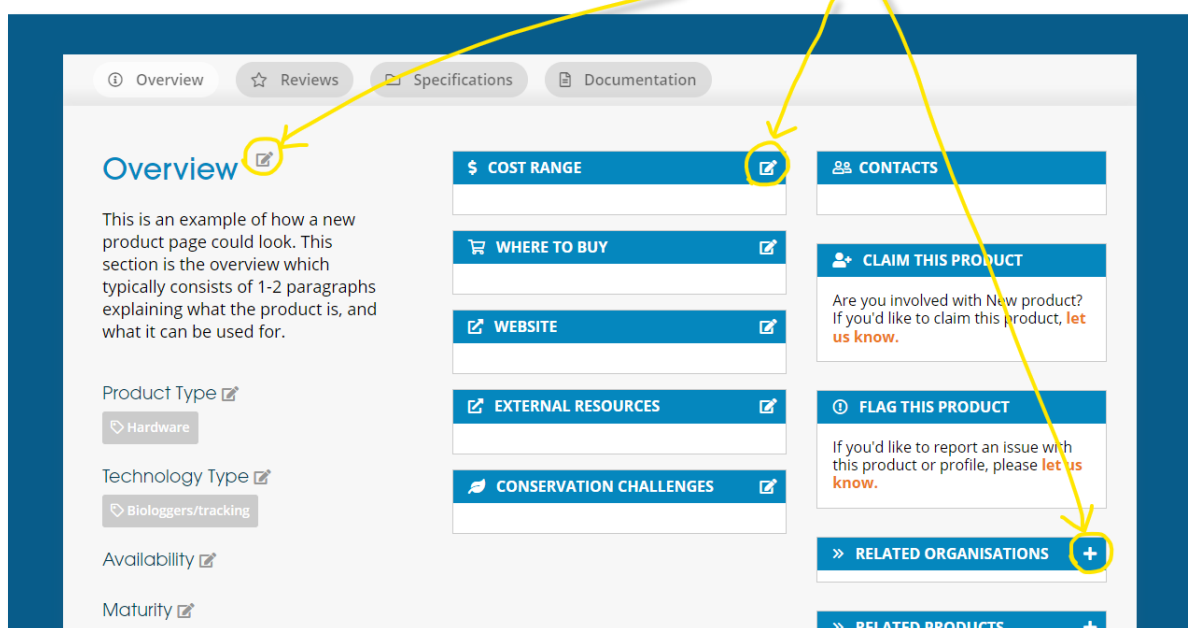 Overview
Reviews
Specifications
Documentation
Overview
This is an example of how a new
product page could look. This
section is the overview which
typically consists of 1-2 paragraphs
explaining what the product is, and
what it can be used for.
Product Type
Hardware
Technology Type
Biologgers/tracking
Availability
Maturity
$ COST RANGE
WHERE TO BUY
WEBSITE
EXTERNAL RESOURCES
CONSERVATION CHALLENGES
CONTACTS
CLAIM THIS PRODUCT
Are you involved with New product?
If you'd like to claim this product, let
us know.
FLAG THIS PRODUCT
If you'd like to report an issue with
this product or profile, please let us
know.
» RELATED ORGANISATIONS +
» RELATED PRODUCTS +